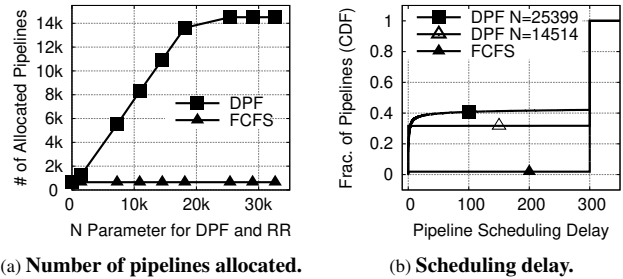 # of Allocated Pipelines
14k
12k
10k
8k
6k
4k
2k
0
DPF
FCFS
0
10k
20k
30k
N Parameter for DPF and RR
(a) Number of pipelines allocated.
DPF N=25399
DPF N=14514
FCFS
Frac. of Pipelines (CDF)
1
0.8
0.6
0.4
0.2
0
0
100
200
300
Pipeline Scheduling Delay
(b) Scheduling delay.